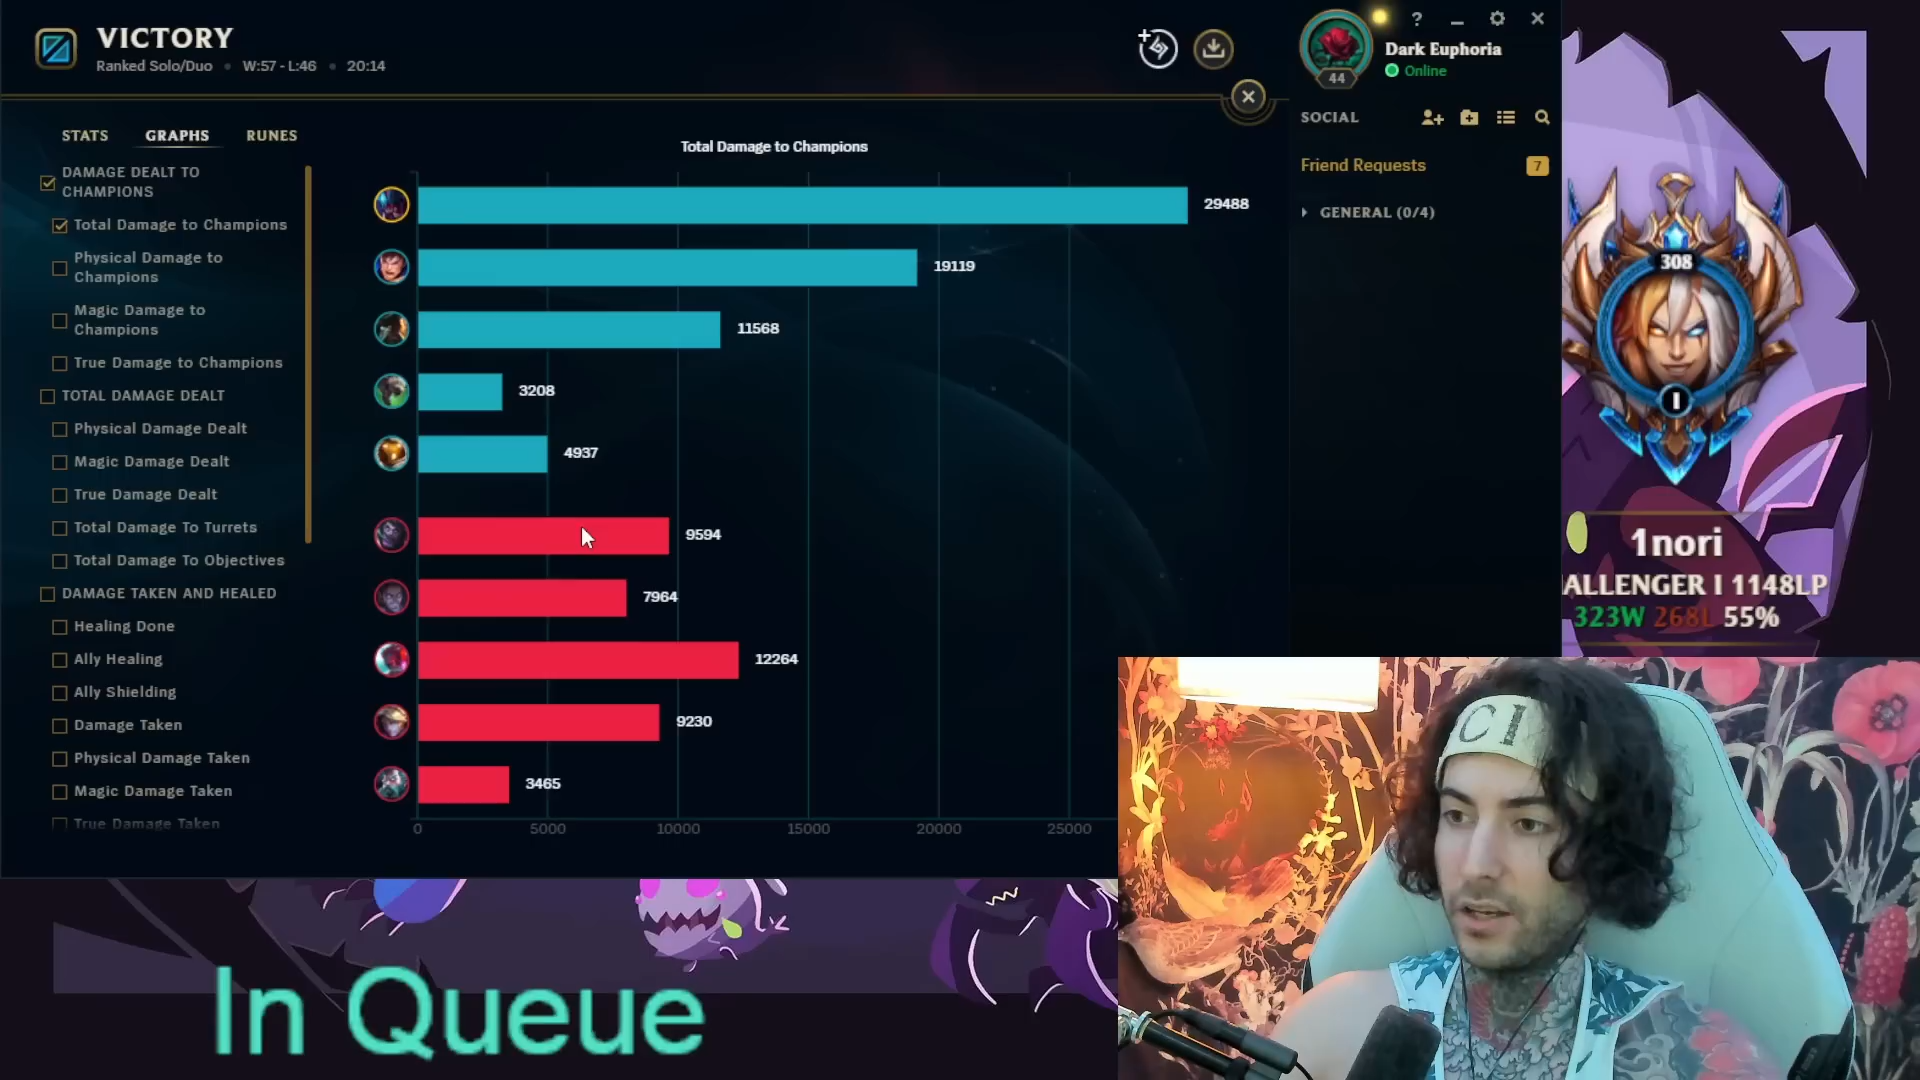 VICTORY
Ranked Solo/Duo • W:57 - L:46 • 20:14
STATS GRAPHS RUNES
DAMAGE DEALT TO
CHAMPIONS
Total Damage to Champions
Physical Damage to
Champions
Magic Damage to
Champions
True Damage to Champions
TOTAL DAMAGE DEALT
Physical Damage Dealt
Magic Damage Dealt
True Damage Dealt
Total Damage To Turrets
Total Damage To Objectives
DAMAGE TAKEN AND HEALED
Healing Done
Ally Healing
Ally Shielding
Damage Taken
Physical Damage Taken
Magic Damage Taken
True Damage Taken
Total Damage to Champions
29488
19119
11568
3208
4937
9594
7964
12264
9230
3465
0 5000 10000 15000 20000 25000
?
44
Dark Euphoria
Online
SOCIAL
Friend Requests 7
GENERAL (0/4)
308
I
1nori
ALLENGER I 1148LP
323W 268L 55%
CI
In Queue